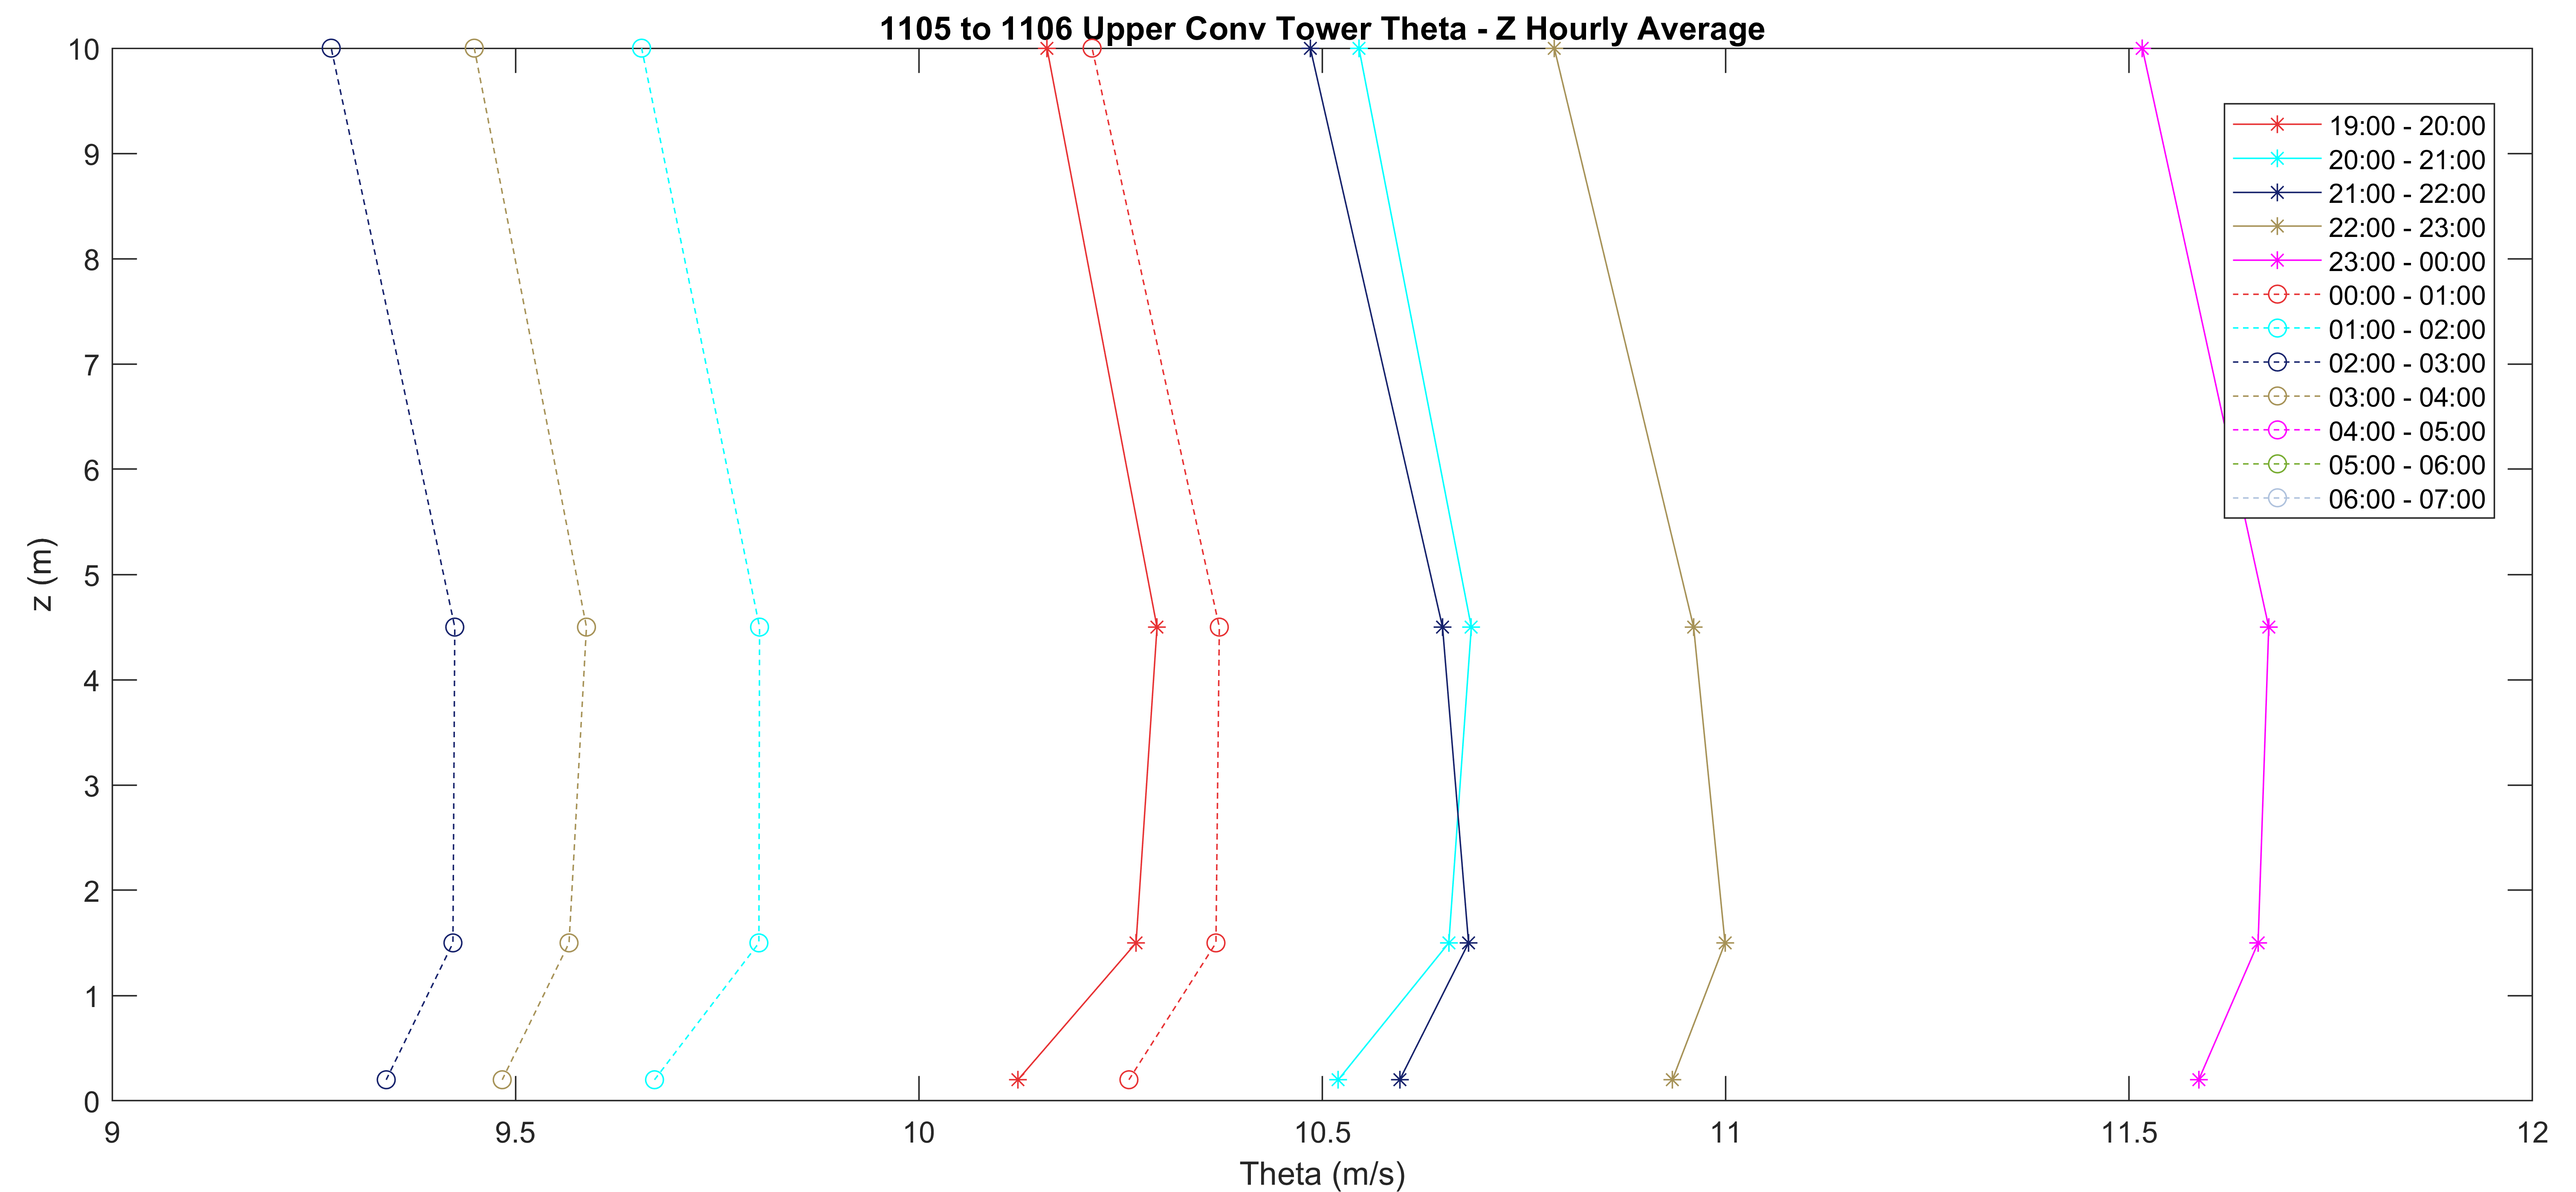 1105 to 1106 Upper Conv Tower Theta - Z Hourly Average
10
9
8
7
6
5
4
3
2
1
0
z (m)
19:00 - 20:00
20:00 - 21:00
21:00 - 22:00
22:00 - 23:00
23:00 - 00:00
00:00 - 01:00
01:00 - 02:00
02:00 - 03:00
03:00 - 04:00
04:00 - 05:00
05:00 - 06:00
06:00 - 07:00
9 9.5 10 10.5 11 11.5 12
Theta (m/s)